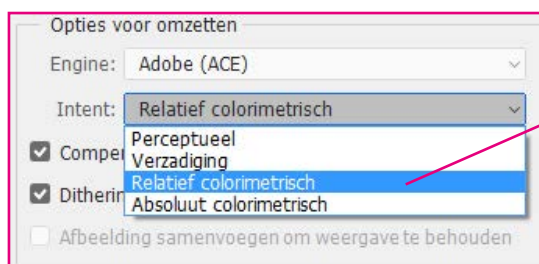 Opties voor omzetten
Engine: Adobe (ACE)
Intent: Relatief colorimetrisch
Perceptueel
Verzadiging
Relatief colorimetrisch
Absoluut colorimetrisch
Afbeelding samenvoegen om weergave te behouden